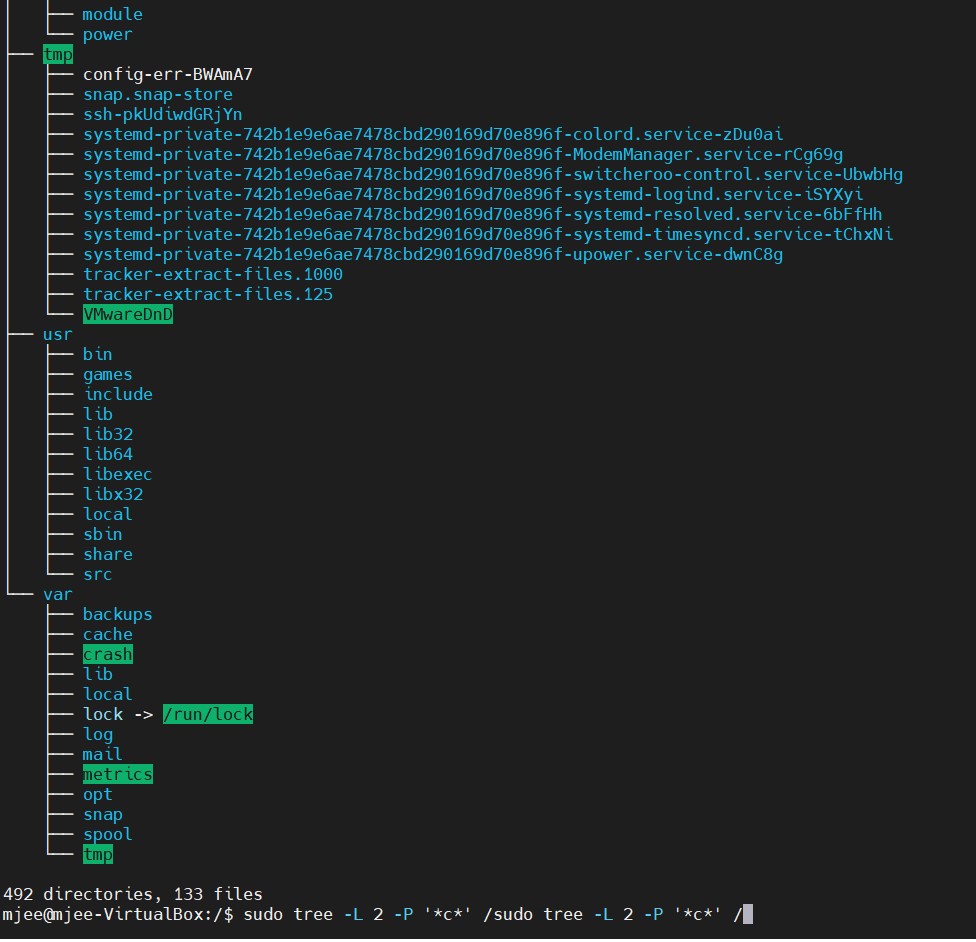 │   ├── module
│   └── power
├── tmp
│   ├── config-err-BWAmA7
│   ├── snap.snap-store
│   ├── ssh-pkUdiwdGRjYn
│   ├── systemd-private-742b1e9e6ae7478cbd290169d70e896f-colord.service-zDu0ai
│   ├── systemd-private-742b1e9e6ae7478cbd290169d70e896f-ModemManager.service-rCg69g
│   ├── systemd-private-742b1e9e6ae7478cbd290169d70e896f-switcheroo-control.service-UbwbHg
│   ├── systemd-private-742b1e9e6ae7478cbd290169d70e896f-systemd-logind.service-iSYXyi
│   ├── systemd-private-742b1e9e6ae7478cbd290169d70e896f-systemd-resolved.service-6bFfHh
│   ├── systemd-private-742b1e9e6ae7478cbd290169d70e896f-systemd-timesyncd.service-tChxNi
│   ├── systemd-private-742b1e9e6ae7478cbd290169d70e896f-upower.service-dwnC8g
│   ├── tracker-extract-files.1000
│   ├── tracker-extract-files.125
│   └── VMwareDnD
├── usr
│   ├── bin
│   ├── games
│   ├── include
│   ├── lib
│   ├── lib32
│   ├── lib64
│   ├── libexec
│   ├── libx32
│   ├── local
│   ├── sbin
│   ├── share
│   └── src
└── var
    ├── backups
    ├── cache
    ├── crash
    ├── lib
    ├── local
    ├── lock -> /run/lock
    ├── log
    ├── mail
    ├── metrics
    ├── opt
    ├── snap
    ├── spool
    └── tmp
492 directories, 133 files
mjee@mjee-VirtualBox:/$ sudo tree -L 2 -P '*c*' /sudo tree -L 2 -P '*c*' /